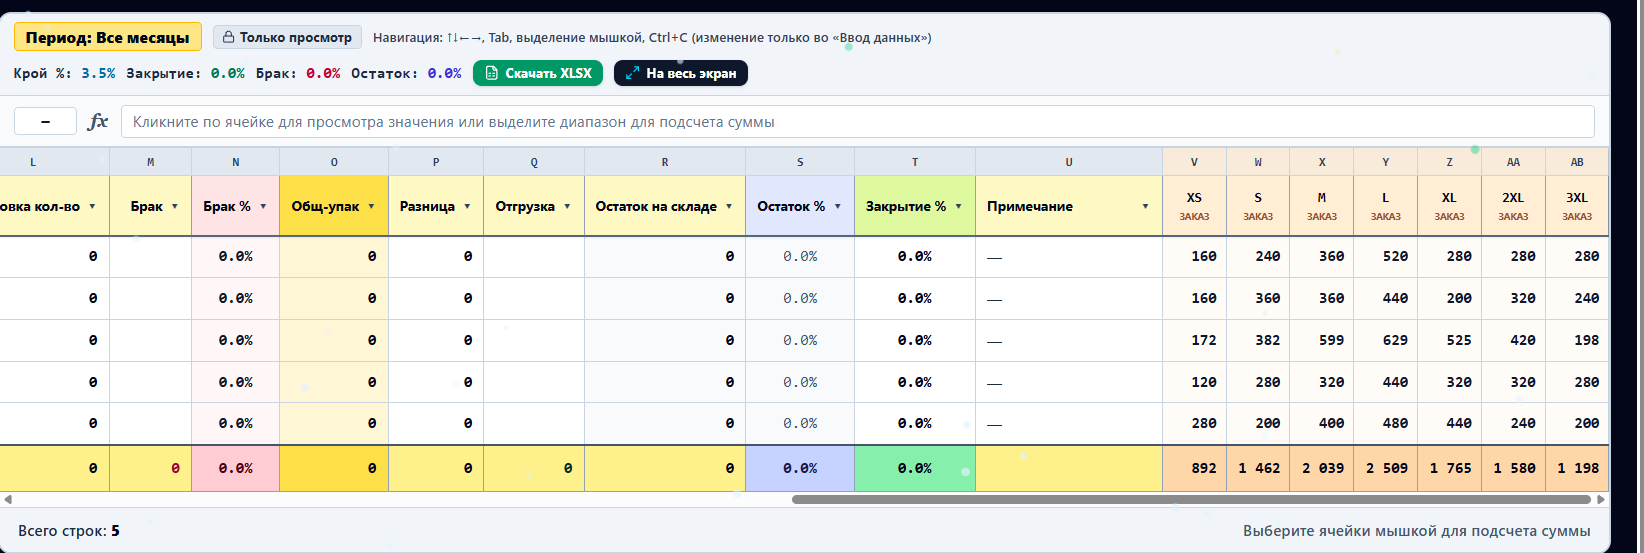 Период: Все месяцы Только просмотр Навигация: ↑↓←→, Tab, выделение мышкой, Ctrl+C (изменение только во «Ввод данных»)
Крой %: 3.5% Закрытие: 0.0% Брак: 0.0% Остаток: 0.0% Скачать XLSX На весь экран
– fx Кликните по ячейке для просмотра значения или выделите диапазон для подсчета суммы
L M N O P Q R S T U V W X Y Z AA AB
овка кол-во Брак Брак % Общ-упак Разница Отгрузка Остаток на складе Остаток % Закрытие % Примечание XS S M L XL 2XL 3XL
ЗАКАЗ ЗАКАЗ ЗАКАЗ ЗАКАЗ ЗАКАЗ ЗАКАЗ ЗАКАЗ
0 0.0% 0 0 0 0.0% 0.0% — 160 240 360 520 280 280 280
0 0.0% 0 0 0 0.0% 0.0% — 160 360 360 440 200 320 240
0 0.0% 0 0 0 0.0% 0.0% — 172 382 599 629 525 420 198
0 0.0% 0 0 0 0.0% 0.0% — 120 280 320 440 320 320 280
0 0.0% 0 0 0 0.0% 0.0% — 280 200 400 480 440 240 200
0 0 0.0% 0 0 0 0 0.0% 0.0% 892 1 462 2 039 2 509 1 765 1 580 1 198
Всего строк: 5 Выберите ячейки мышкой для подсчета суммы